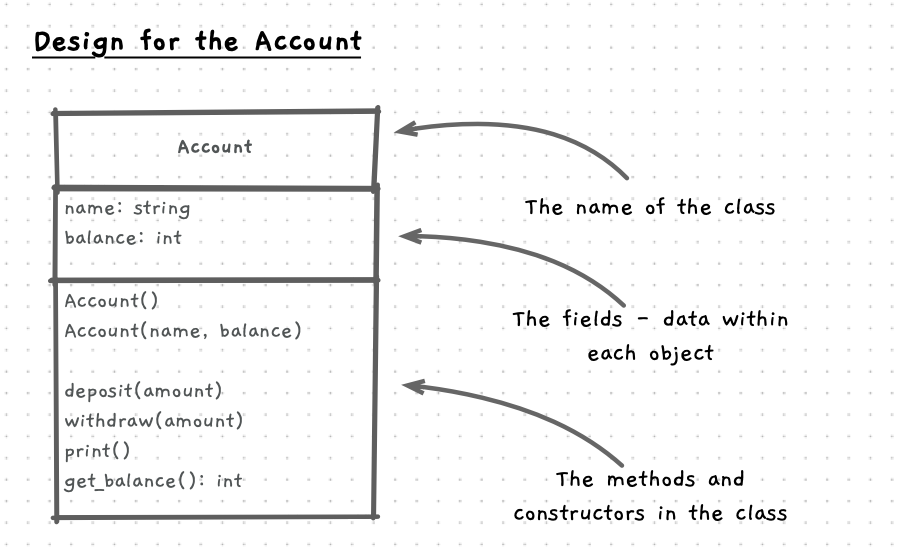 Design for the Account
Account
The name of the class
name: string
balance: int
The fields - data within
each object
Account()
Account(name, balance)
deposit(amount)
withdraw(amount)
print()
get_balance(): int
The methods and
constructors in the class